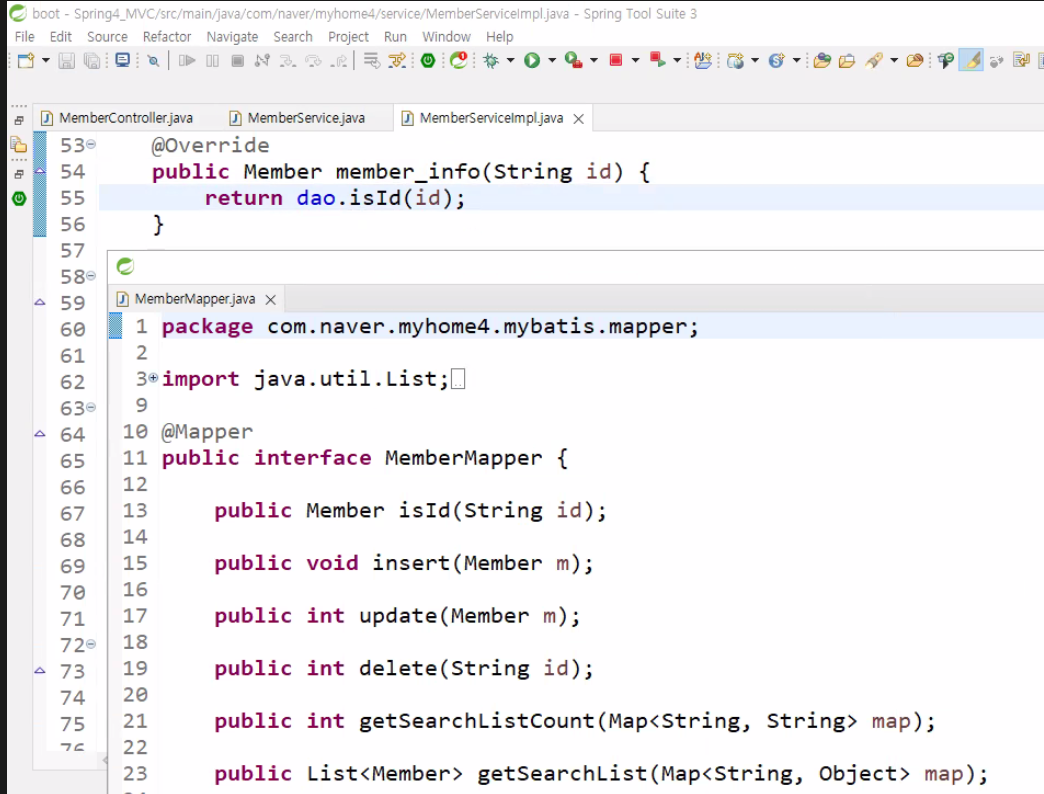 boot - Spring4_MVC/src/main/java/com/naver/myhome4/service/MemberServiceImpl.java - Spring Tool Suite 3
File Edit Source Refactor Navigate Search Project Run Window Help
MemberController.java MemberService.java MemberServiceImpl.java
53 @Override
54 public Member member_info(String id) {
55 return dao.isId(id);
56 }
57
58
59
60
61
62
63
64
65
66
67
68
69
70
71
72
73
74
75
76
MemberMapper.java
1 package com.naver.myhome4.mybatis.mapper;
2
3 import java.util.List;
9
10 @Mapper
11 public interface MemberMapper {
12
13 public Member isId(String id);
14
15 public void insert(Member m);
16
17 public int update(Member m);
18
19 public int delete(String id);
20
21 public int getSearchListCount(Map<String, String> map);
22
23 public List<Member> getSearchList(Map<String, Object> map);